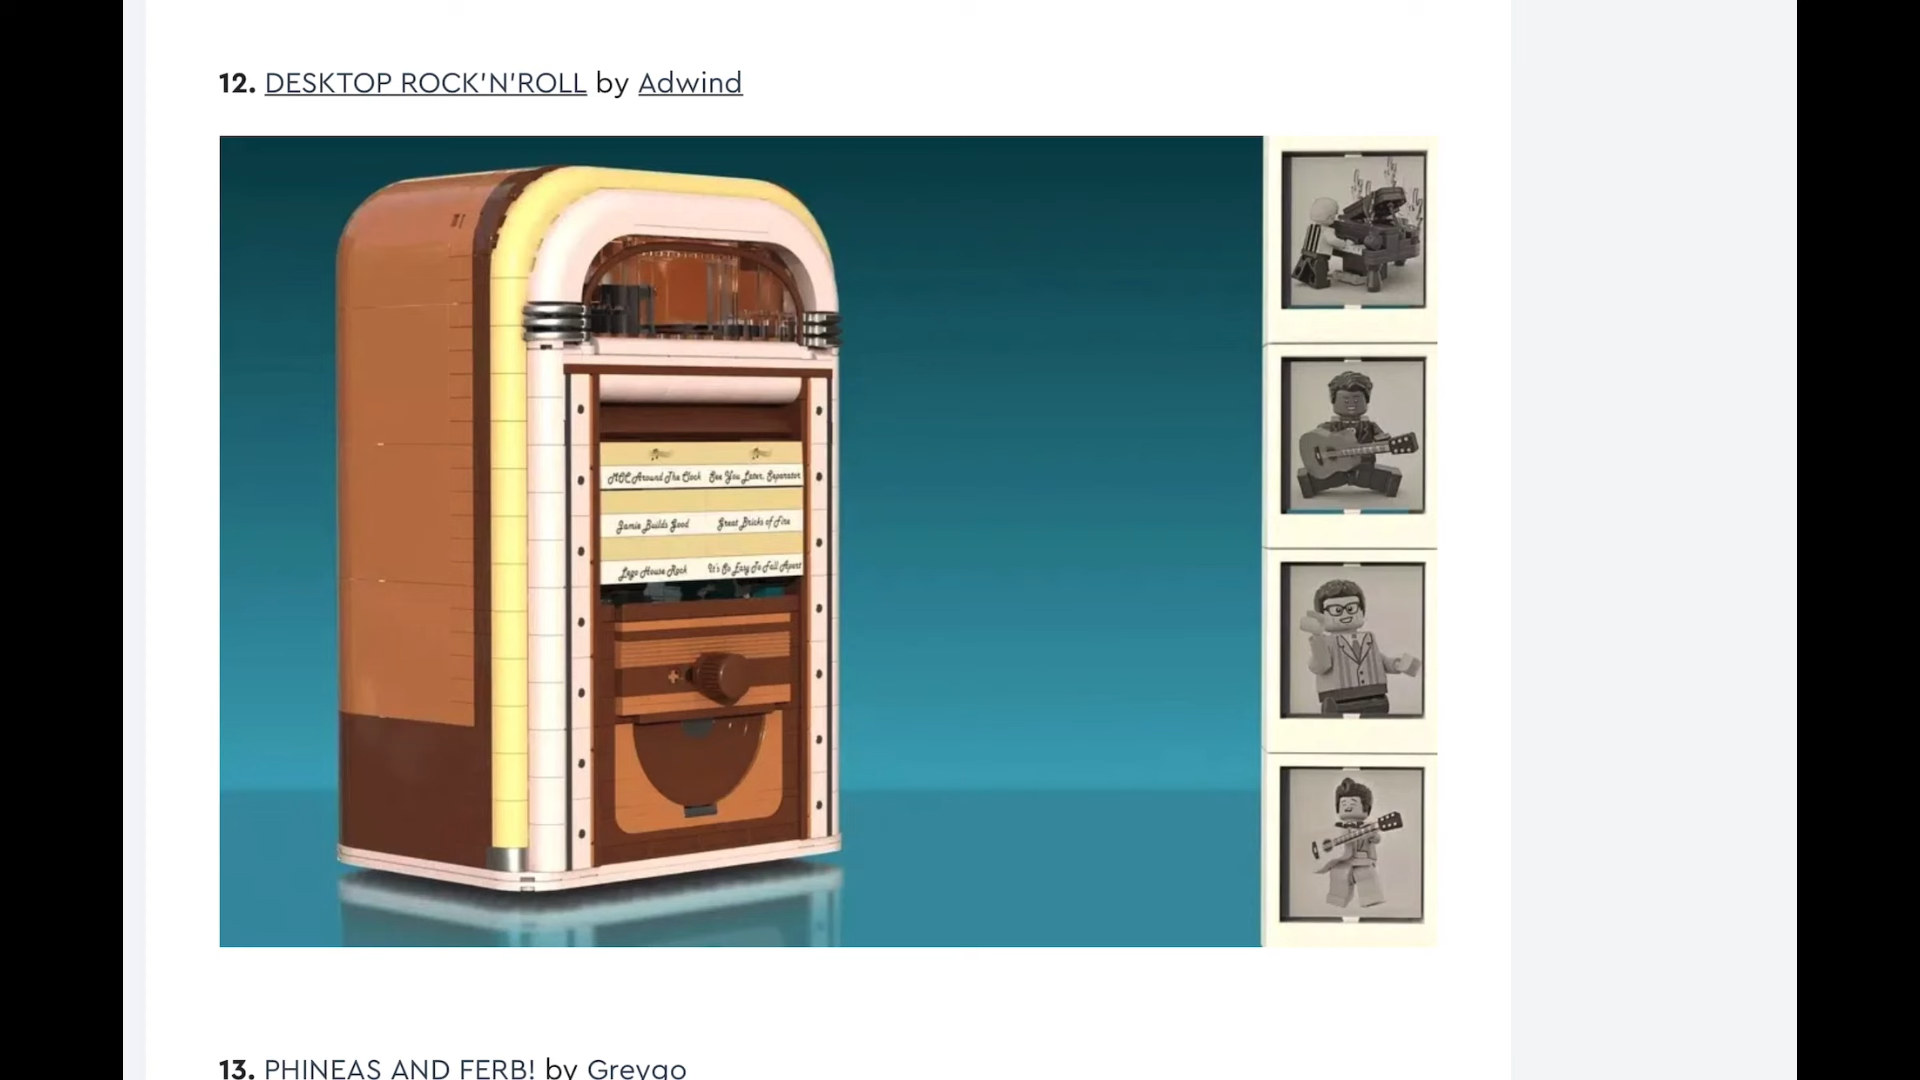 12. DESKTOP ROCK'N'ROLL by Adwind
MOC Around The Clock See You Later, Separator
Jamie Builds Good Great Bricks of Fire
Lego House Rock It's So Easy To Fall Apart
13. PHINEAS AND FERB! by Greygo